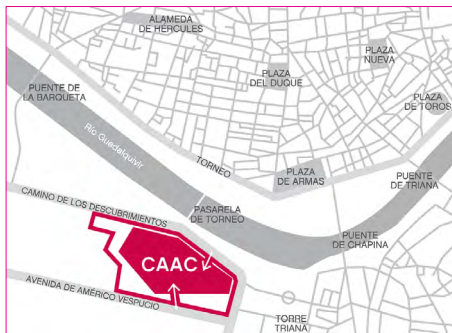 ALAMEDA
DE HÉRCULES
PLAZA
NUEVA
PLAZA
DEL DUQUE
PUENTE DE
LA BARQUETA
PLAZA
DE TOROS
Río Guadalquivir
TORNEO
PLAZA
DE ARMAS
PUENTE
DE TRIANA
CAMINO DE LOS DESCUBRIMIENTOS
PASARELA
DE TORNEO
PUENTE
DE CHAPINA
CAAC
AVENIDA DE AMÉRICO VESPUCIO
TORRE
TRIANA